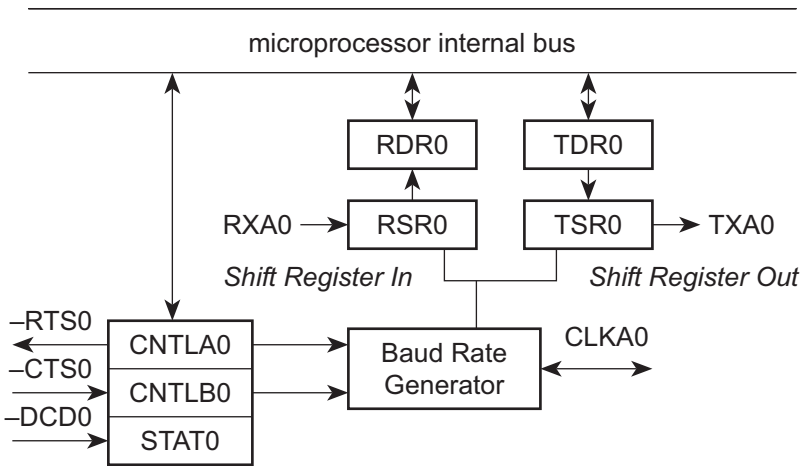 microprocessor internal bus
RDR0
TDR0
RXA0
RSR0
TSR0
TXA0
Shift Register In
Shift Register Out
–RTS0
CNTLA0
Baud Rate
Generator
CLKA0
–CTS0
CNTLB0
–DCD0
STAT0